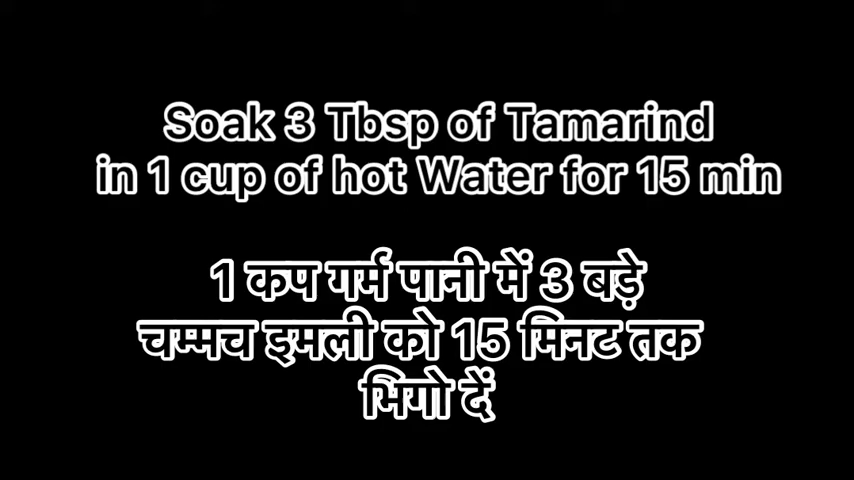 Soak 3 Tbsp of Tamarind
in 1 cup of hot Water for 15 min
1 कप गर्म पानी में 3 बड़े
चम्मच इमली को 15 मिनट तक
भिगो दें